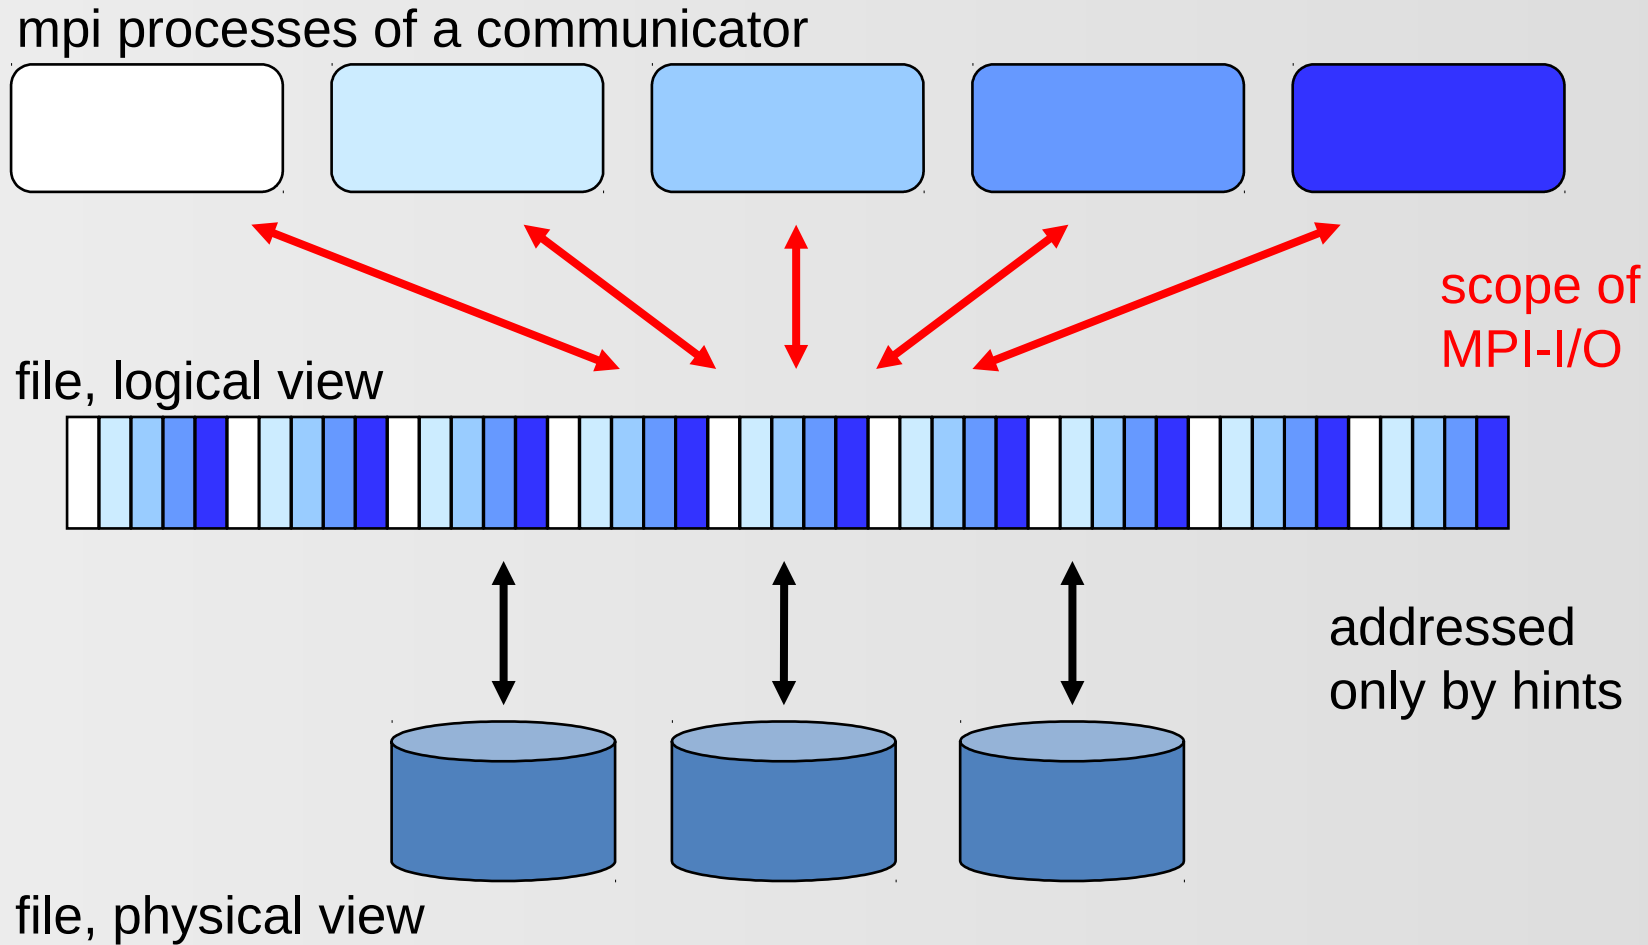 mpi processes of a communicator
scope of
MPI-I/O
file, logical view
addressed
only by hints
file, physical view